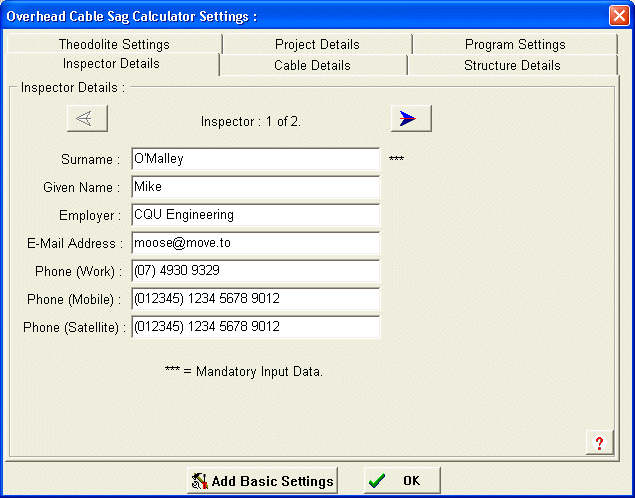 Overhead Cable Sag Calculator Settings :
Theodolite Settings Project Details Program Settings
Inspector Details Cable Details Structure Details
Inspector Details :
Inspector : 1 of 2.
Surname : O'Malley ***
Given Name : Mike
Employer : CQU Engineering
E-Mail Address : moose@move.to
Phone (Work) : (07) 4930 9329
Phone (Mobile) : (012345) 1234 5678 9012
Phone (Satellite) : (012345) 1234 5678 9012
*** = Mandatory Input Data.
?
Add Basic Settings OK